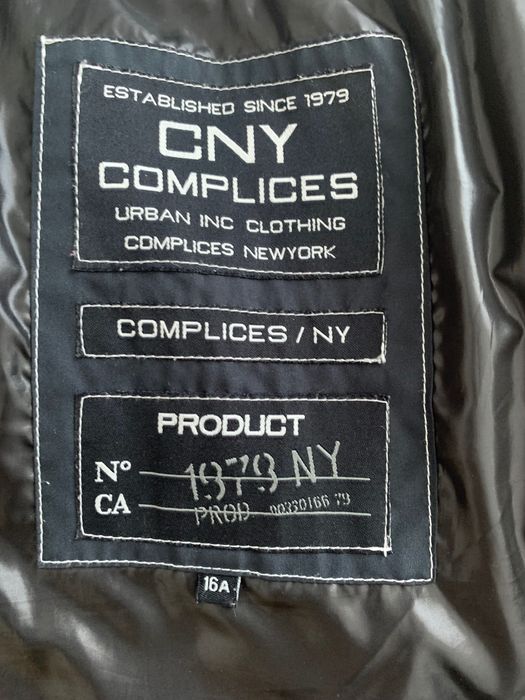 ESTABLISHED SINCE 1979
CNY
COMPLICES
URBAN INC CLOTHING
COMPLICES NEWYORK
COMPLICES / NY
PRODUCT
Nº 1979 NY
CA PROD 00330166 79
16A